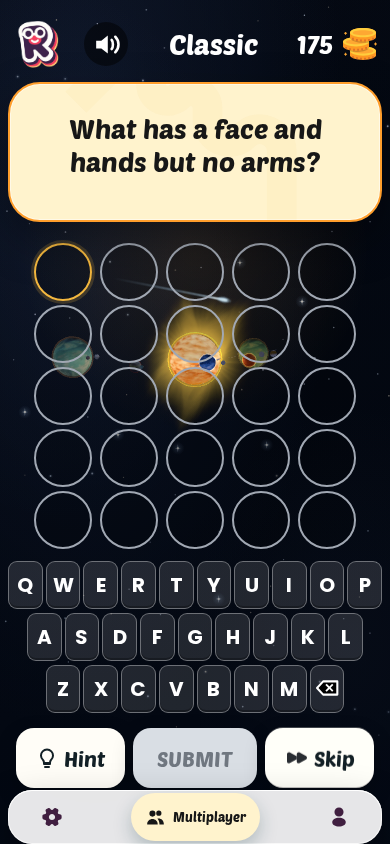 R
Classic
175
What has a face and
hands but no arms?
Q W E R T Y U I O P
A S D F G H J K L
Z X C V B N M
Hint
SUBMIT
Skip
Multiplayer